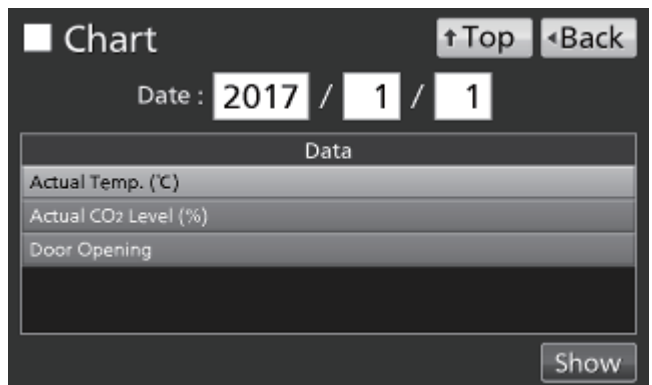 Chart ↑Top ◂Back
Date : 2017 / 1 / 1
Data
Actual Temp. (℃)
Actual CO2 Level (%)
Door Opening
Show